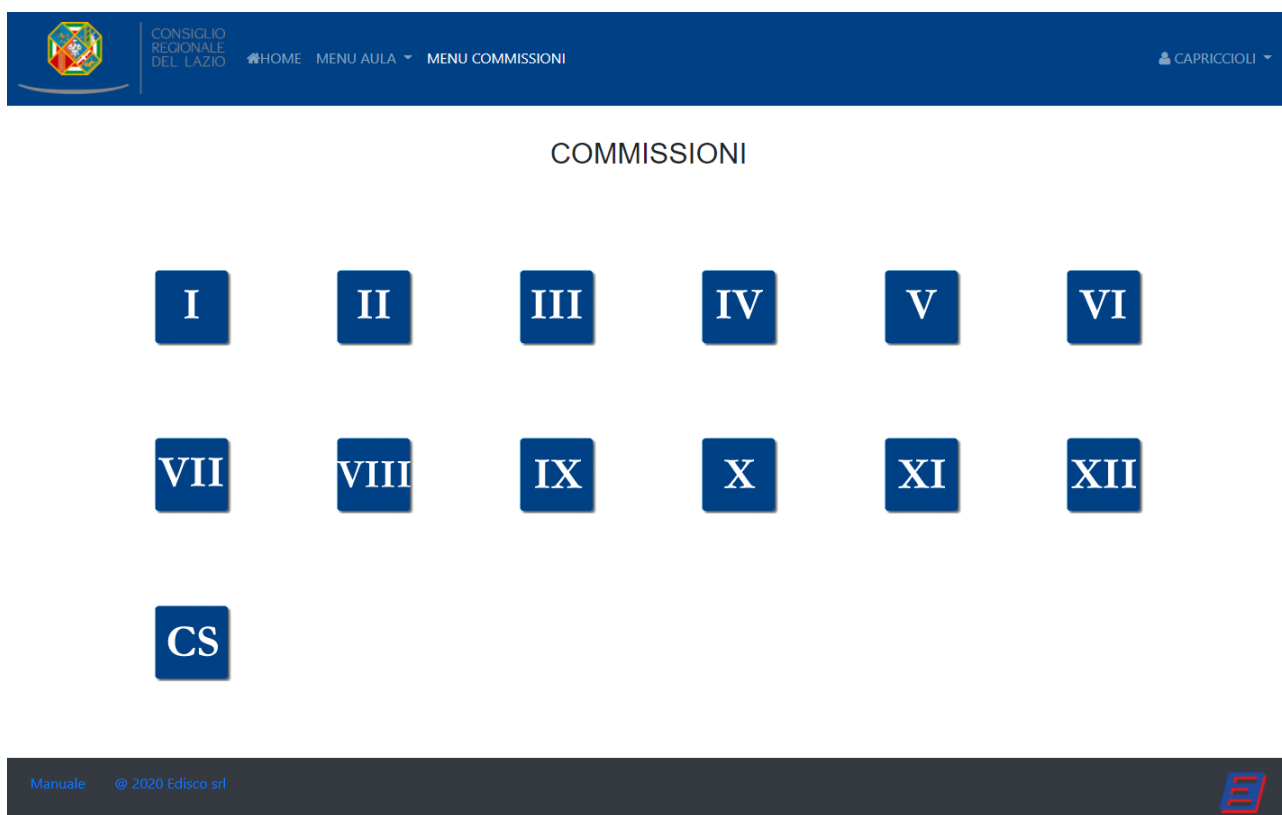 CONSIGLIO
REGIONALE
DEL LAZIO
HOME MENU AULA MENU COMMISSIONI CAPRICCIOLI
COMMISSIONI
I II III IV V VI
VII VIII IX X XI XII
CS
Manuale @ 2020 Edisco srl E